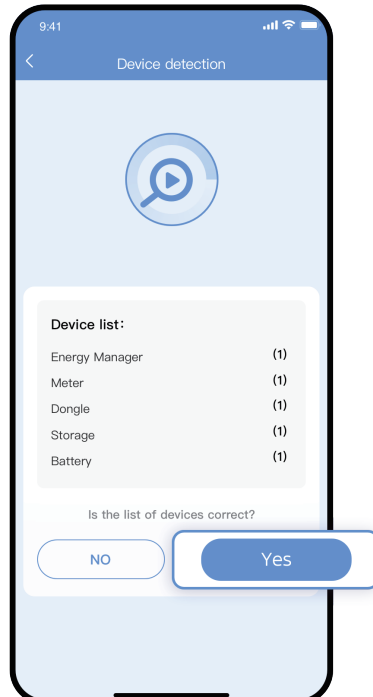 9:41
Device detection
Device list:
Energy Manager (1)
Meter (1)
Dongle (1)
Storage (1)
Battery (1)
Is the list of devices correct?
NO Yes